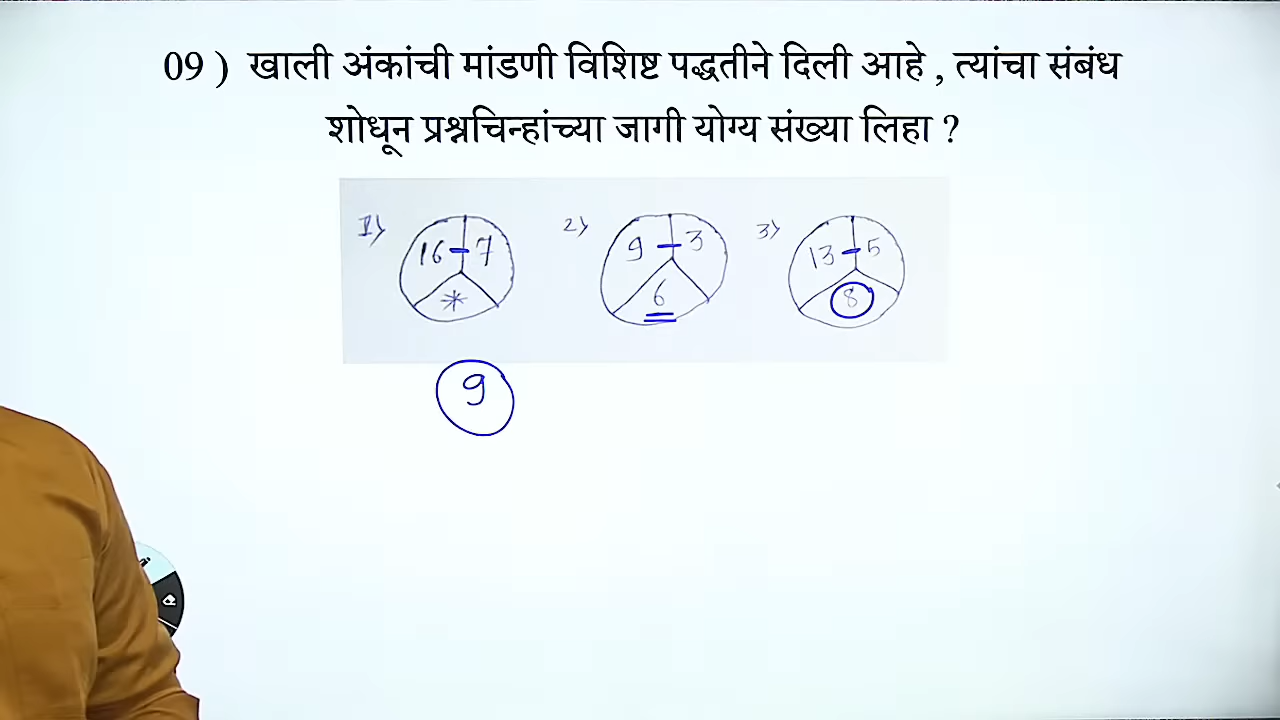 09 ) खाली अंकांची मांडणी विशिष्ट पद्धतीने दिली आहे , त्यांचा संबंध
शोधून प्रश्नचिन्हांच्या जागी योग्य संख्या लिहा ?
1) 16 - 7 2) 9 - 3 3) 13 - 5
* 6 8
9